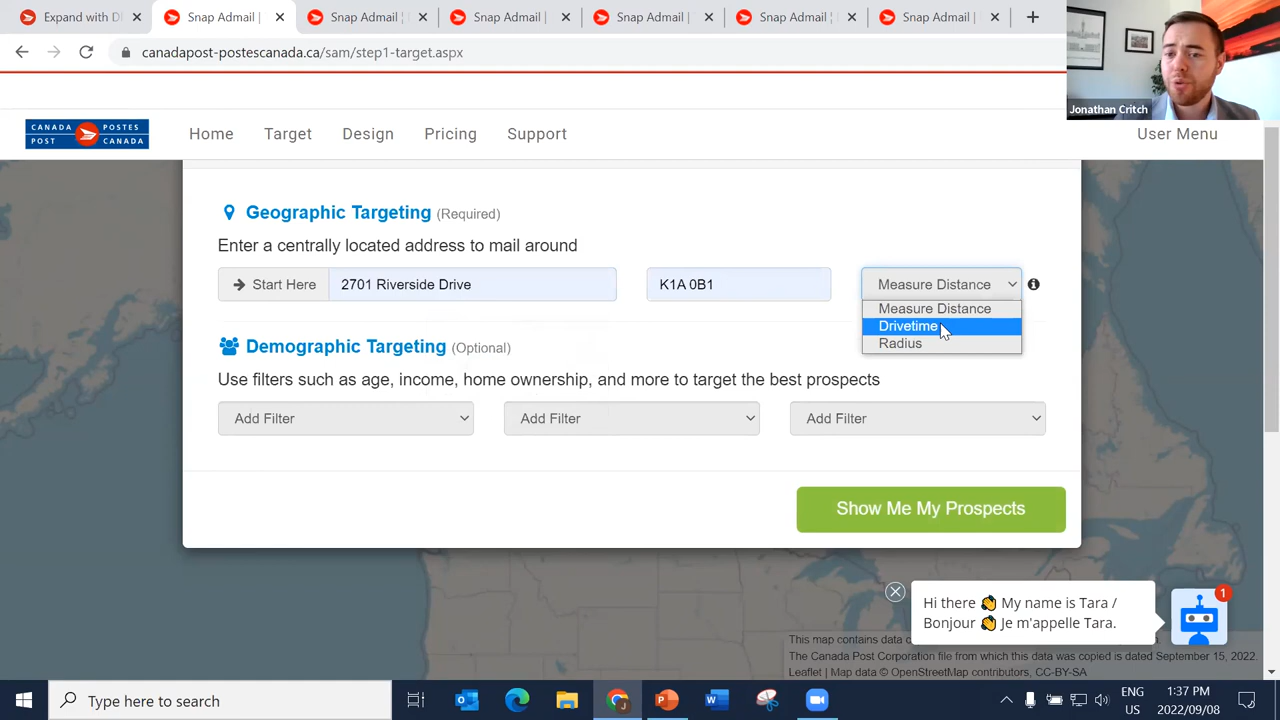 Expand with D
Snap Admail |
Snap Admail |
Snap Admail |
Snap Admail |
Snap Admail |
Snap Admail |
canadapost-postescanada.ca/sam/step1-target.aspx
Jonathan Critch
CANADA POSTES
POST CANADA
Home
Target
Design
Pricing
Support
User Menu
Geographic Targeting (Required)
Enter a centrally located address to mail around
Start Here
2701 Riverside Drive
K1A 0B1
Measure Distance
Measure Distance
Drivetime
Radius
Demographic Targeting (Optional)
Use filters such as age, income, home ownership, and more to target the best prospects
Add Filter
Add Filter
Add Filter
Show Me My Prospects
1
Hi there 👏 My name is Tara /
Bonjour 👏 Je m'appelle Tara.
This map contains data o
The Canada Post Corporation file from which this data was copied is dated September 15, 2022.
Leaflet | Map data © OpenStreetMap contributors, CC-BY-SA
Type here to search
ENG
US
1:37 PM
2022/09/08